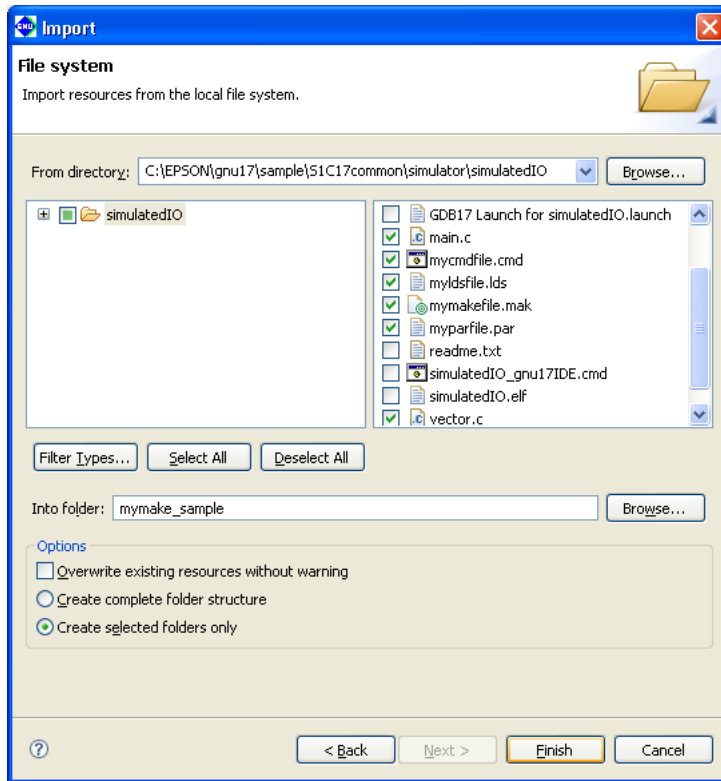 GNU Import
File system
Import resources from the local file system.
From directory: C:\EPSON\gnu17\sample\S1C17common\simulator\simulatedIO Browse...
simulatedIO
GDB17 Launch for simulatedIO.launch
main.c
mycmdfile.cmd
myldsfile.lds
mymakefile.mak
myparfile.par
readme.txt
simulatedIO_gnu17IDE.cmd
simulatedIO.elf
vector.c
Filter Types... Select All Deselect All
Into folder: mymake_sample Browse...
Options
Overwrite existing resources without warning
Create complete folder structure
Create selected folders only
< Back Next > Finish Cancel